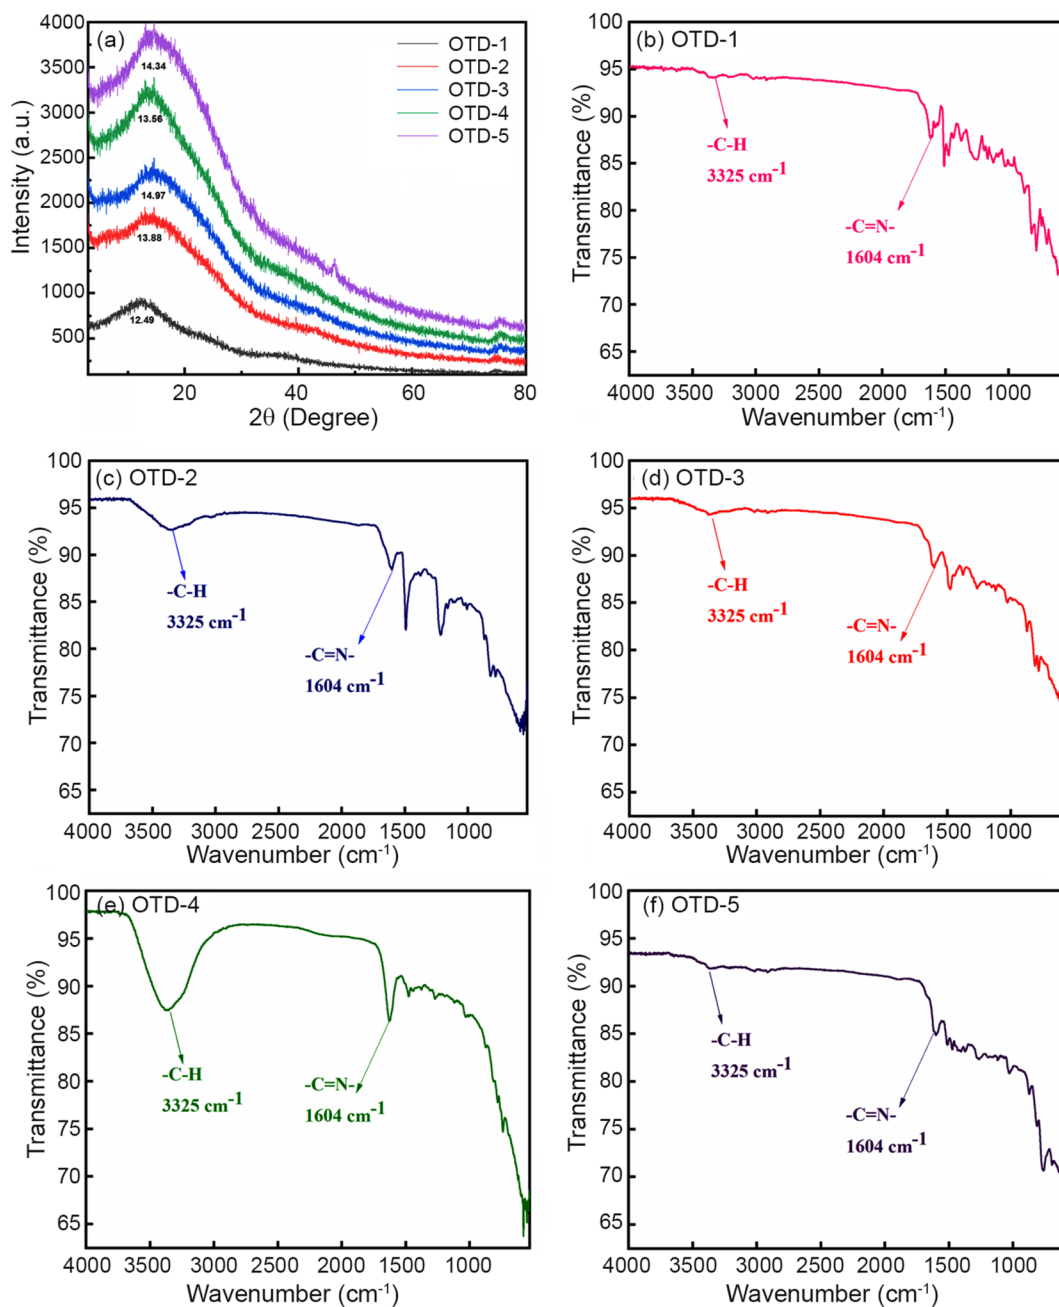 (a)
OTD-1
OTD-2
OTD-3
OTD-4
OTD-5
14.34
13.56
14.97
13.88
12.49
4000
3500
3000
2500
2000
1500
1000
500
Intensity (a.u.)
20 40 60 80
2θ (Degree)
(b) OTD-1
-C-H
3325 cm⁻¹
-C=N-
1604 cm⁻¹
100
95
90
85
80
75
70
65
Transmittance (%)
4000 3500 3000 2500 2000 1500 1000
Wavenumber (cm⁻¹)
(c) OTD-2
-C-H
3325 cm⁻¹
-C=N-
1604 cm⁻¹
100
95
90
85
80
75
70
65
Transmittance (%)
4000 3500 3000 2500 2000 1500 1000
Wavenumber (cm⁻¹)
(d) OTD-3
-C-H
3325 cm⁻¹
-C=N-
1604 cm⁻¹
100
95
90
85
80
75
70
65
Transmittance (%)
4000 3500 3000 2500 2000 1500 1000
Wavenumber (cm⁻¹)
(e) OTD-4
-C-H
3325 cm⁻¹
-C=N-
1604 cm⁻¹
100
95
90
85
80
75
70
65
Transmittance (%)
4000 3500 3000 2500 2000 1500 1000
Wavenumber (cm⁻¹)
(f) OTD-5
-C-H
3325 cm⁻¹
-C=N-
1604 cm⁻¹
100
95
90
85
80
75
70
65
Transmittance (%)
4000 3500 3000 2500 2000 1500 1000
Wavenumber (cm⁻¹)